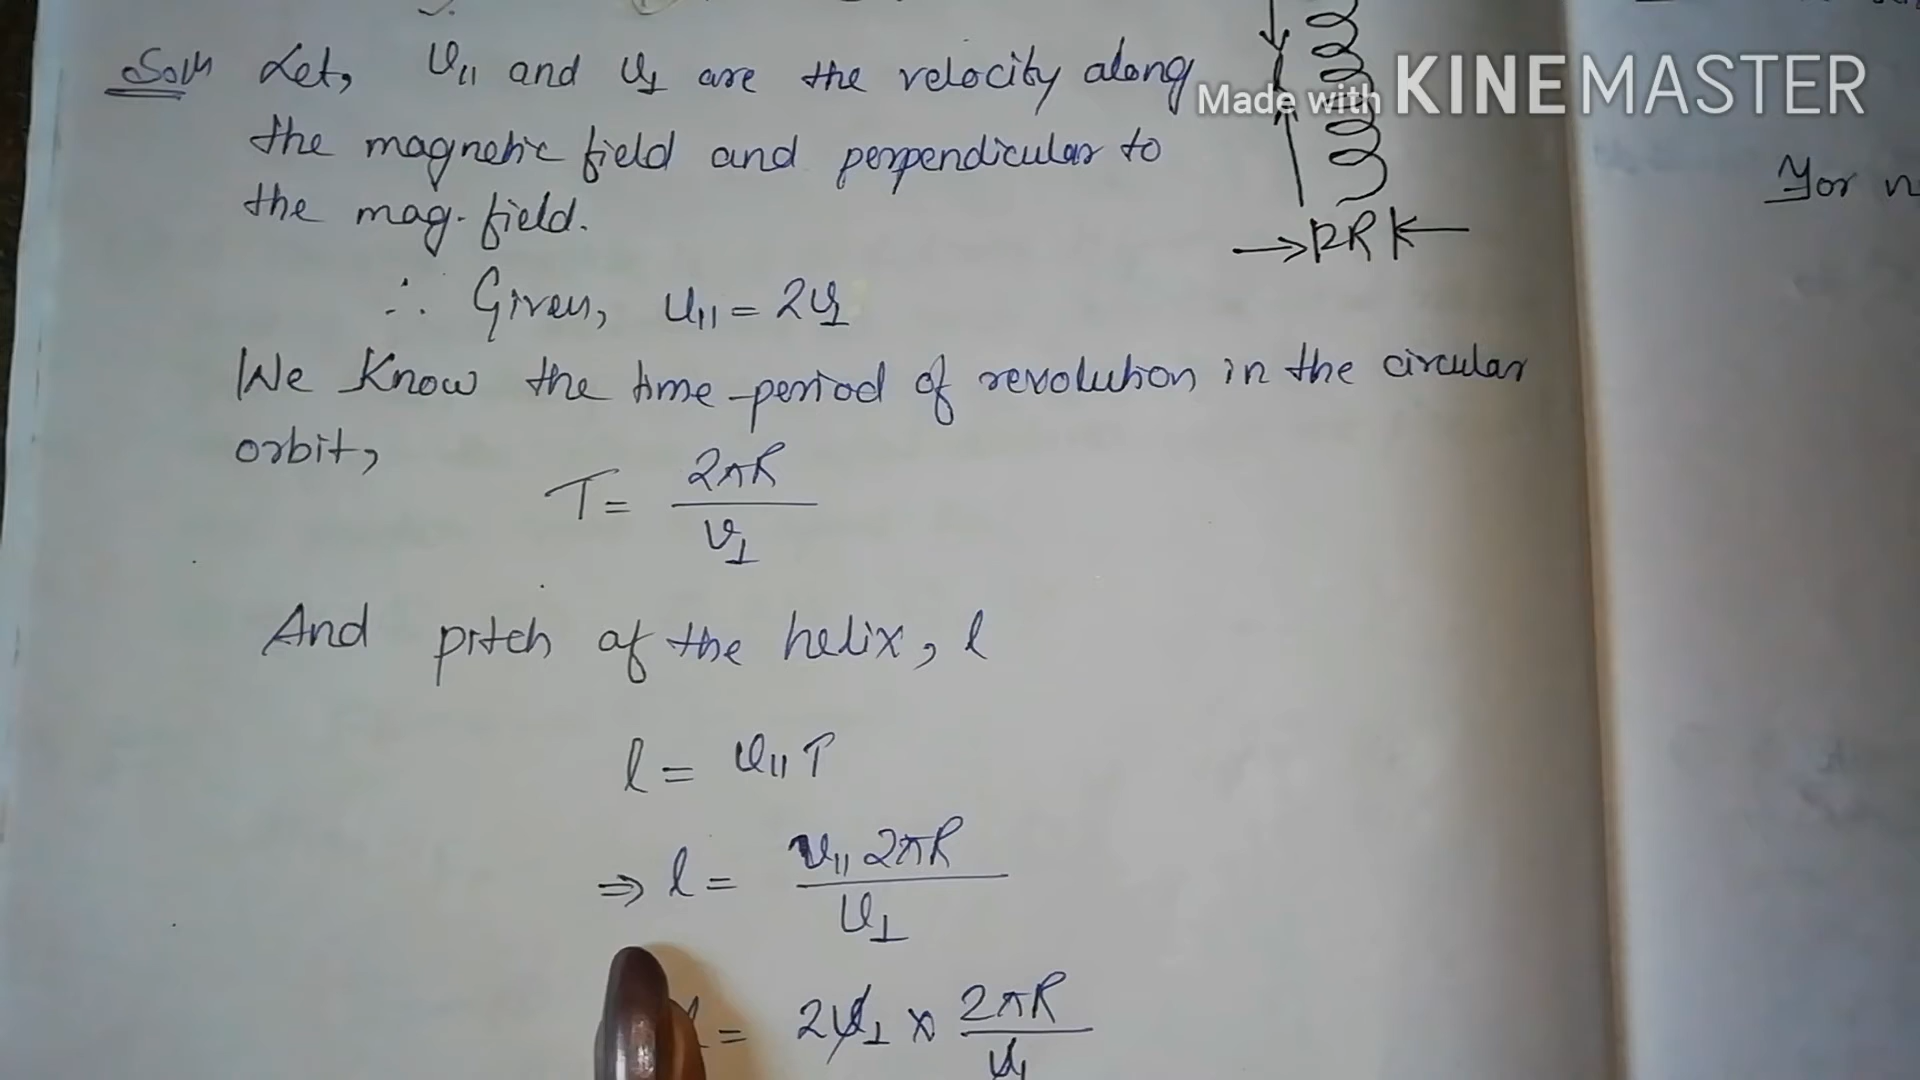 Soln Let, v∥ and v⊥ are the velocity along
the magnetic field and perpendicular to
the mag. field.
∴ Given, v∥ = 2v⊥
We know the time-period of revolution in the circular
orbit,
T = 2πR / v⊥
And pitch of the helix, l
l = v∥ T
⇒ l = v∥ 2πR / v⊥
l = 2v⊥ × 2πR / v⊥
2R
Made with KINEMASTER
For